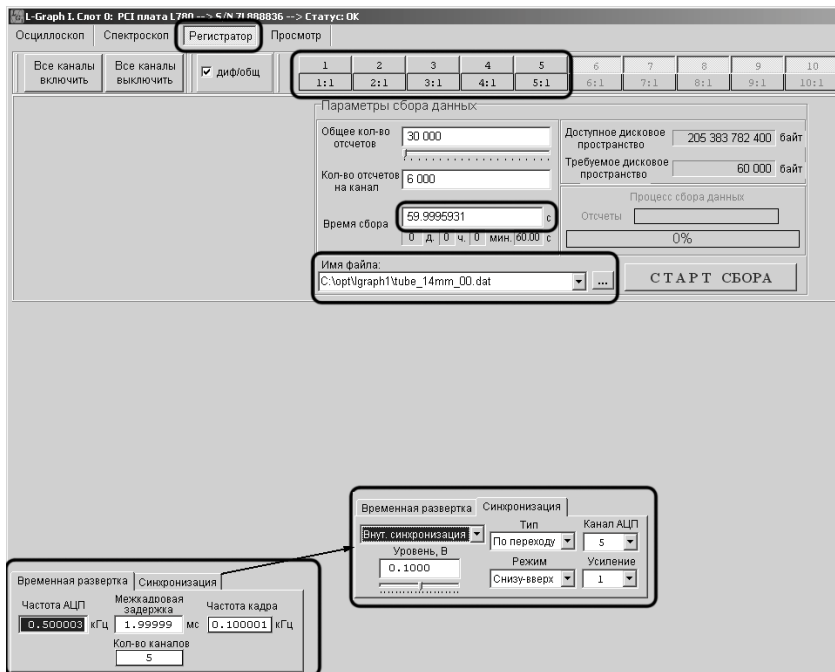 L-Graph I. Слот 0: PCI плата L780 --> S/N 7L888836 --> Статус: OK
Осциллоскоп Спектроскоп Регистратор Просмотр
Все каналы включить Все каналы выключить диф/общ
1 2 3 4 5 6 7 8 9 10
1:1 2:1 3:1 4:1 5:1 6:1 7:1 8:1 9:1 10:1
Параметры сбора данных
Общее кол-во отсчетов 30 000
Кол-во отсчетов на канал 6 000
Время сбора 59.9995931 с
0 д. 0 ч. 0 мин. 60.00 с
Доступное дисковое пространство 205 383 782 400 байт
Требуемое дисковое пространство 60 000 байт
Процесс сбора данных
Отсчеты
0%
Имя файла:
C:\opt\lgraph1\tube_14mm_00.dat ...
СТАРТ СБОРА
Временная развертка Синхронизация
Внут. синхронизация
Уровень, В
0.1000
Тип
По переходу
Канал АЦП
5
Режим
Снизу-вверх
Усиление
1
Временная развертка Синхронизация
Частота АЦП
0.500003 кГц
Межкадровая задержка
1.99999 мс
Частота кадра
0.100001 кГц
Кол-во каналов
5